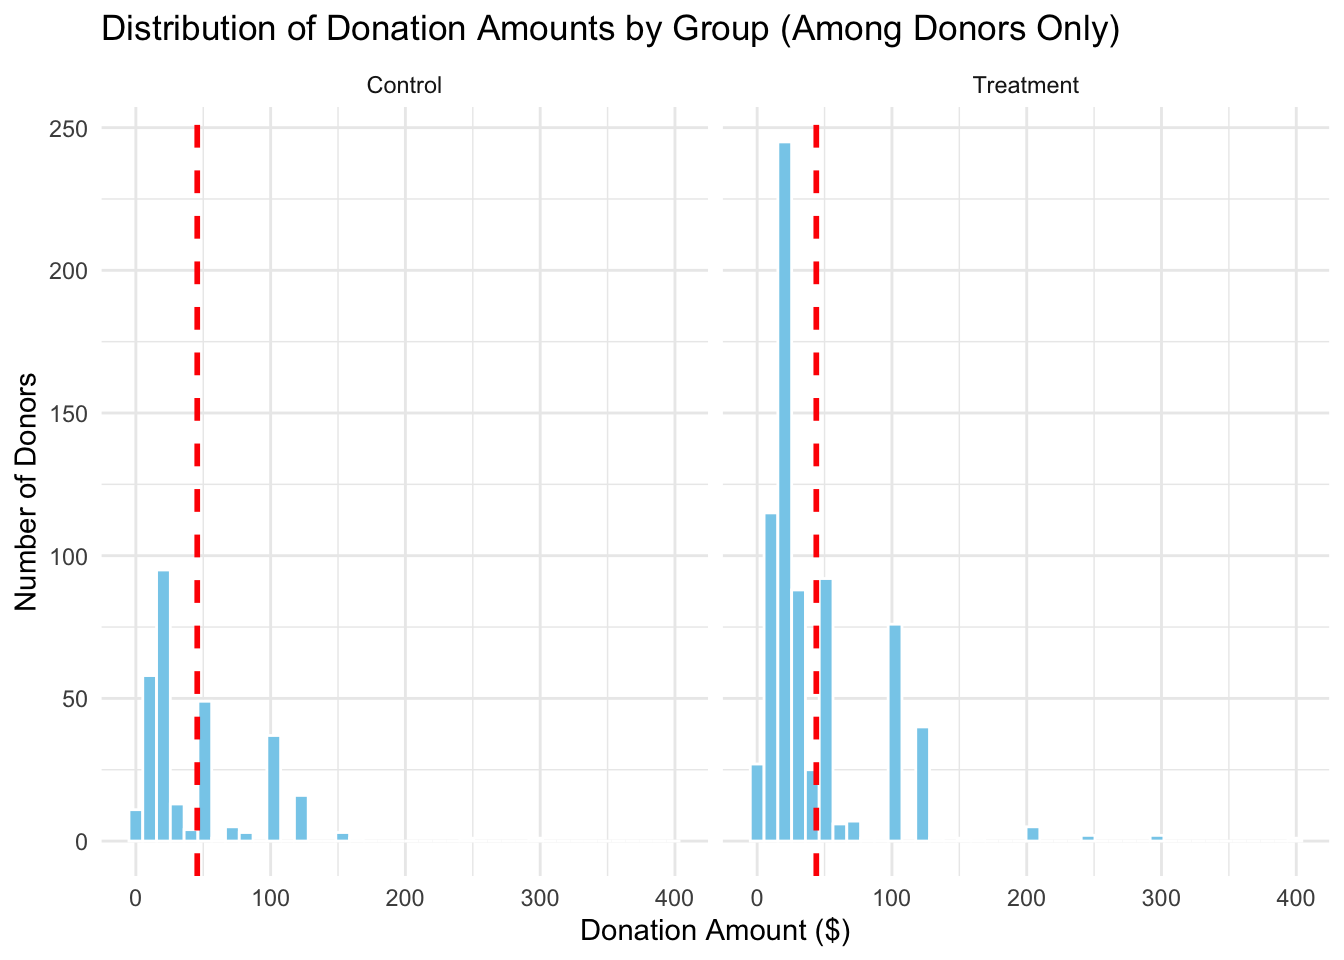 Distribution of Donation Amounts by Group (Among Donors Only)
Control
Treatment
250
200
150
100
50
0
Number of Donors
0 100 200 300 400
0 100 200 300 400
Donation Amount ($)